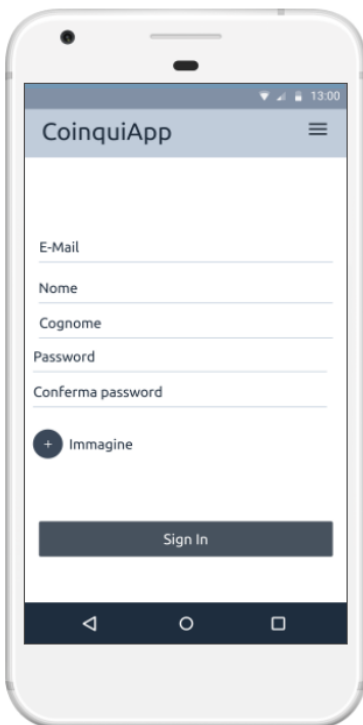 13:00
CoinquiApp
E-Mail
Nome
Cognome
Password
Conferma password
+ Immagine
Sign In